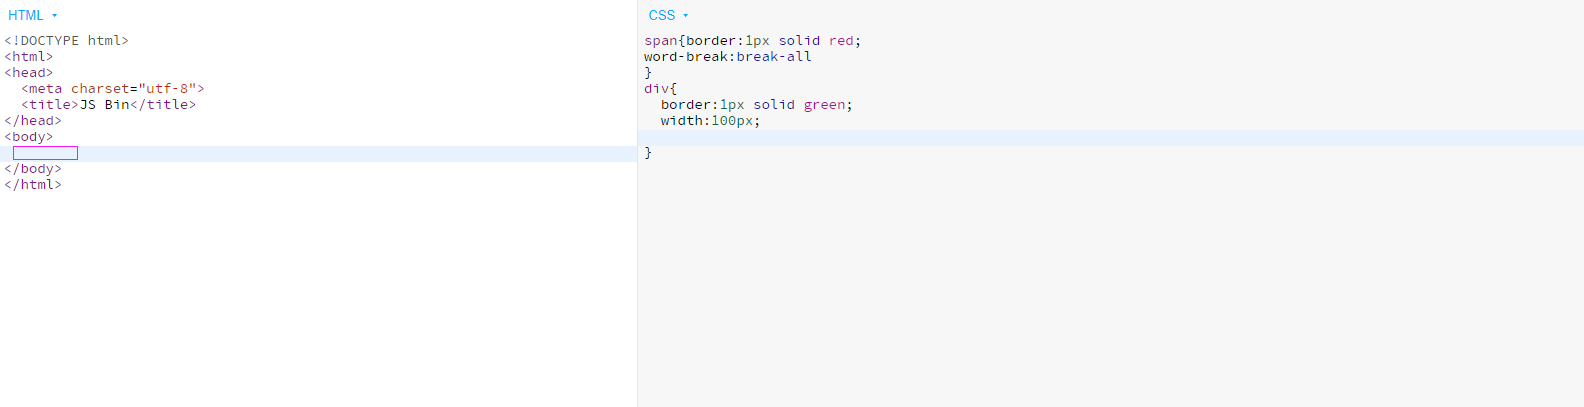 HTML
<!DOCTYPE html>
<html>
<head>
  <meta charset="utf-8">
  <title>JS Bin</title>
</head>
<body>
</body>
</html>
CSS
span{border:1px solid red;
word-break:break-all
}
div{
  border:1px solid green;
  width:100px;
}